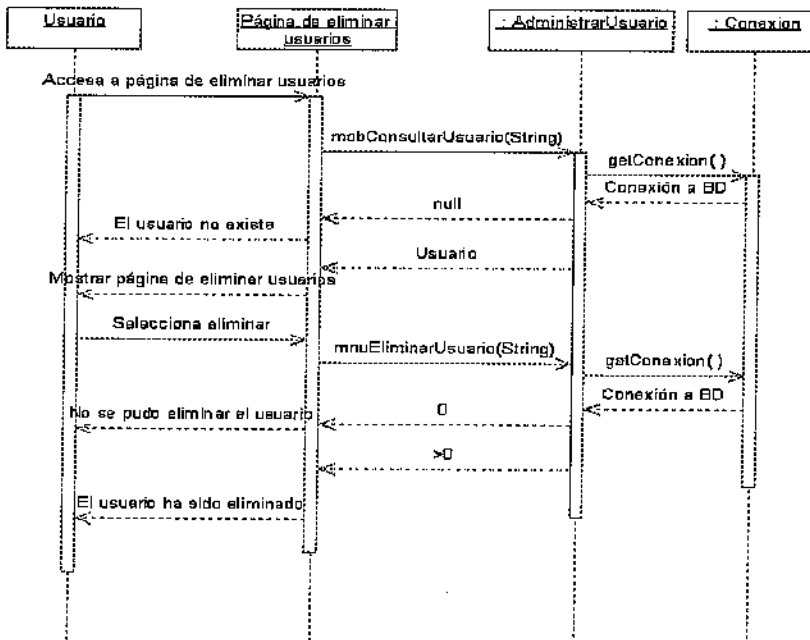 Usuario
Página de eliminar
usuarios
: AdministrarUsuario
: Conexion
Accesa a página de eliminar usuarios
mobConsultarUsuario(String)
getConexion( )
Conexión a BD
null
El usuario no existe
Usuario
Mostrar página de eliminar usuarios
Selecciona eliminar
mnuEliminarUsuario(String)
getConexion( )
Conexión a BD
0
No se pudo eliminar el usuario
>0
El usuario ha sido eliminado